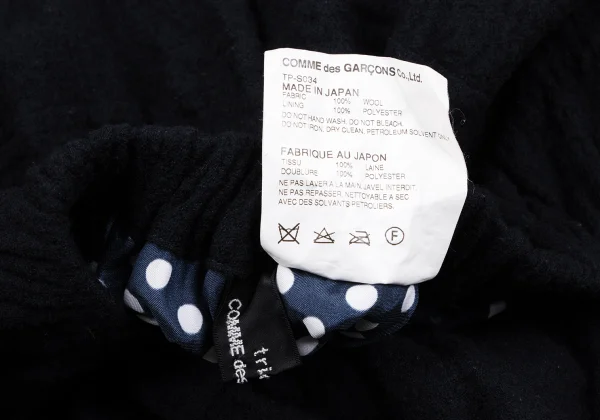 COMME des GARÇONS Co.,Ltd.
TP-S034
MADE IN JAPAN
FABRIC 100% WOOL
LINING 100% POLYESTER
DO NOT HAND WASH, DO NOT BLEACH.
DO NOT IRON, DRY CLEAN, PETROLEUM SOLVENT ONLY
FABRIQUE AU JAPON
TISSU 100% LAINE
DOUBLURE 100% POLYESTER
NE PAS LAVER A LA MAIN, JAVEL INTERDIT.
NE PAS REPASSER, NETTOYABLE A SEC
AVEC DES SOLVANTS PETROLIERS.
F
tric
COMME des